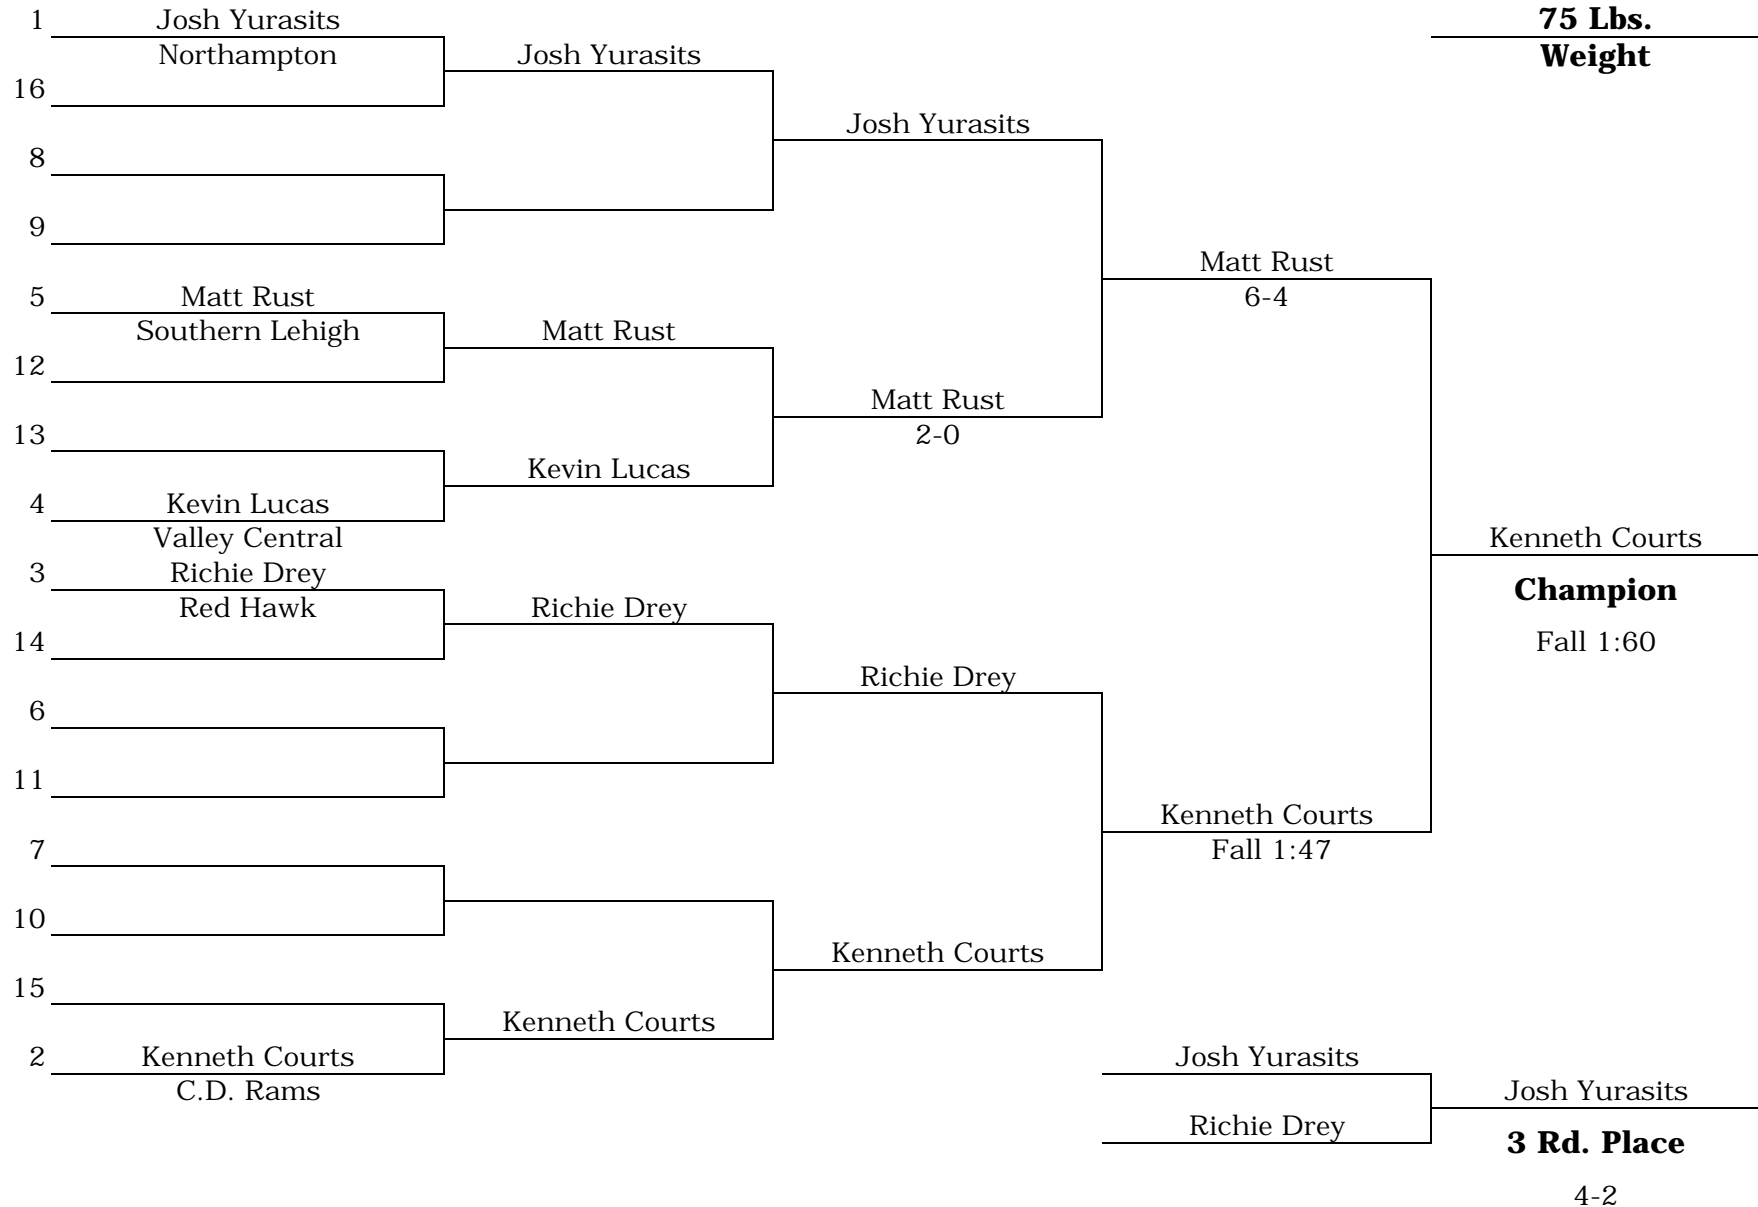 1 Josh Yurasits
Northampton
16
8
9
5 Matt Rust
Southern Lehigh
12
13
4 Kevin Lucas
Valley Central
3 Richie Drey
Red Hawk
14
6
11
7
10
15
2 Kenneth Courts
C.D. Rams
Josh Yurasits
Matt Rust
Kevin Lucas
Richie Drey
Kenneth Courts
Josh Yurasits
Matt Rust
2-0
Richie Drey
Kenneth Courts
Matt Rust
6-4
Kenneth Courts
Fall 1:47
Josh Yurasits
Richie Drey
75 Lbs.
Weight
Kenneth Courts
Champion
Fall 1:60
Josh Yurasits
3 Rd. Place
4-2